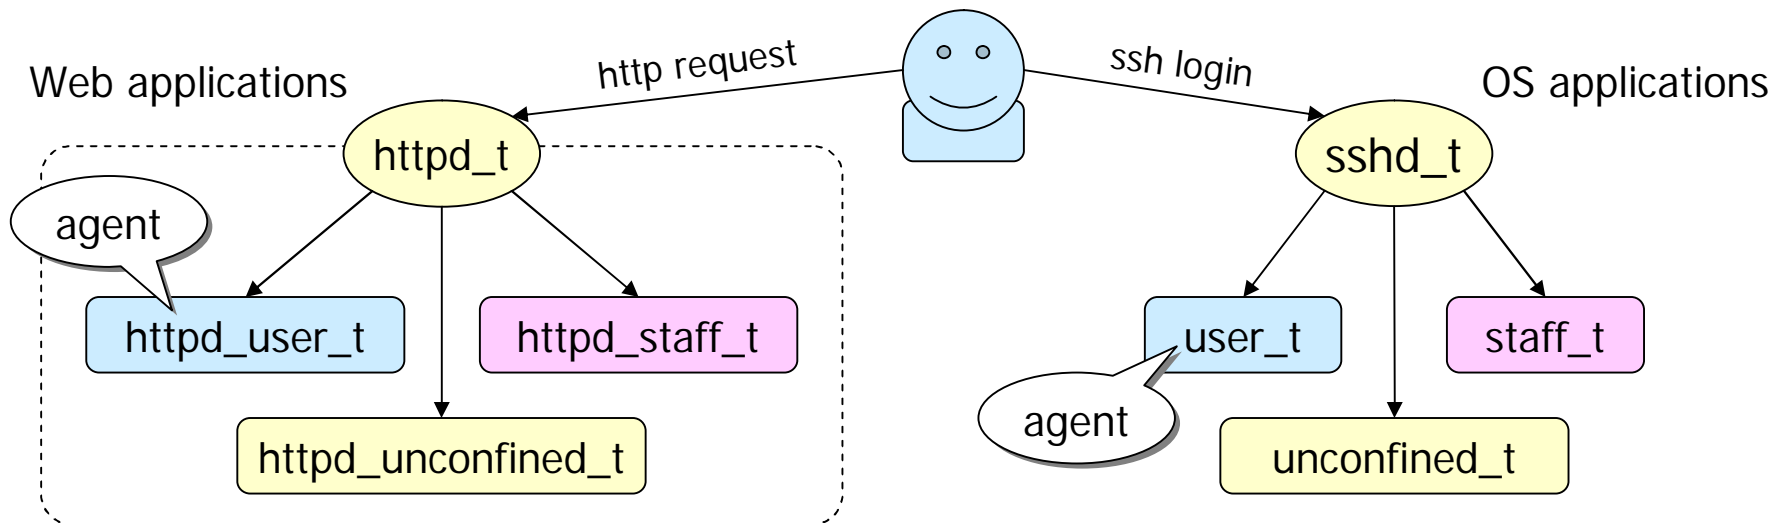 http request
ssh login
Web applications
OS applications
httpd_t
sshd_t
agent
httpd_user_t
httpd_staff_t
user_t
staff_t
agent
httpd_unconfined_t
unconfined_t